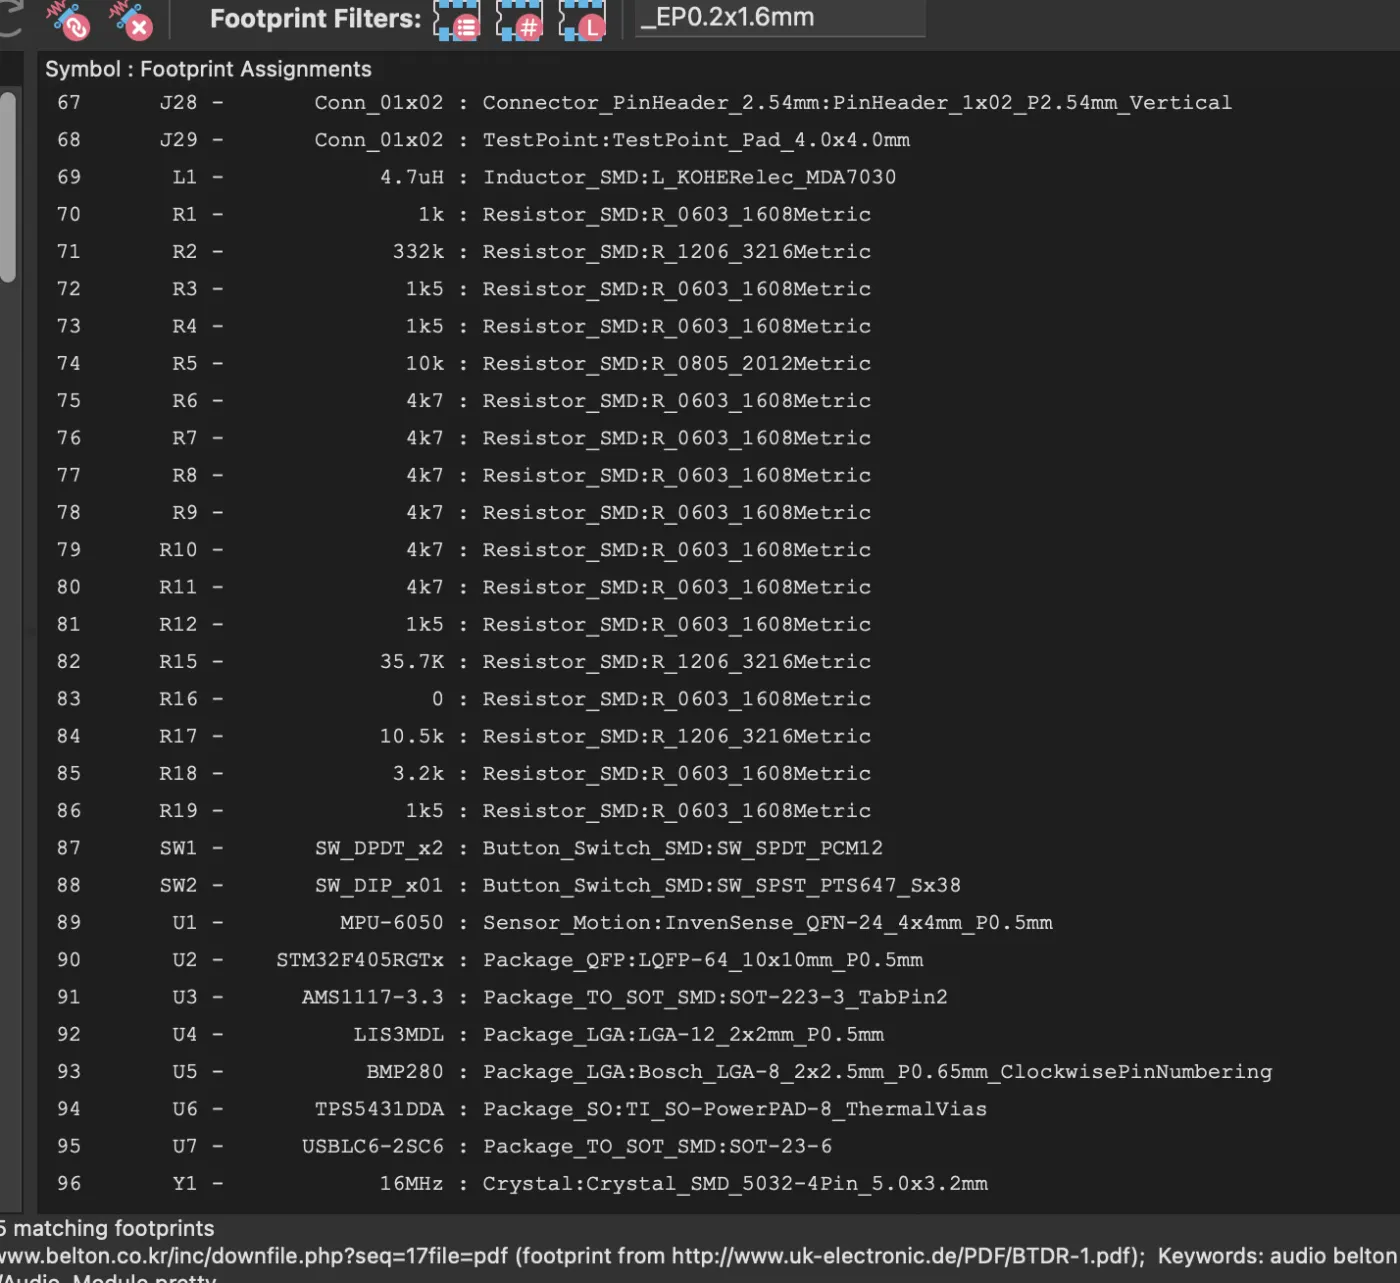 Footprint Filters: # L _EP0.2x1.6mm
Symbol : Footprint Assignments
67 J28 - Conn_01x02 : Connector_PinHeader_2.54mm:PinHeader_1x02_P2.54mm_Vertical
68 J29 - Conn_01x02 : TestPoint:TestPoint_Pad_4.0x4.0mm
69 L1 - 4.7uH : Inductor_SMD:L_KOHERelec_MDA7030
70 R1 - 1k : Resistor_SMD:R_0603_1608Metric
71 R2 - 332k : Resistor_SMD:R_1206_3216Metric
72 R3 - 1k5 : Resistor_SMD:R_0603_1608Metric
73 R4 - 1k5 : Resistor_SMD:R_0603_1608Metric
74 R5 - 10k : Resistor_SMD:R_0805_2012Metric
75 R6 - 4k7 : Resistor_SMD:R_0603_1608Metric
76 R7 - 4k7 : Resistor_SMD:R_0603_1608Metric
77 R8 - 4k7 : Resistor_SMD:R_0603_1608Metric
78 R9 - 4k7 : Resistor_SMD:R_0603_1608Metric
79 R10 - 4k7 : Resistor_SMD:R_0603_1608Metric
80 R11 - 4k7 : Resistor_SMD:R_0603_1608Metric
81 R12 - 1k5 : Resistor_SMD:R_0603_1608Metric
82 R15 - 35.7K : Resistor_SMD:R_1206_3216Metric
83 R16 - 0 : Resistor_SMD:R_0603_1608Metric
84 R17 - 10.5k : Resistor_SMD:R_1206_3216Metric
85 R18 - 3.2k : Resistor_SMD:R_0603_1608Metric
86 R19 - 1k5 : Resistor_SMD:R_0603_1608Metric
87 SW1 - SW_DPDT_x2 : Button_Switch_SMD:SW_SPDT_PCM12
88 SW2 - SW_DIP_x01 : Button_Switch_SMD:SW_SPST_PTS647_Sx38
89 U1 - MPU-6050 : Sensor_Motion:InvenSense_QFN-24_4x4mm_P0.5mm
90 U2 - STM32F405RGTx : Package_QFP:LQFP-64_10x10mm_P0.5mm
91 U3 - AMS1117-3.3 : Package_TO_SOT_SMD:SOT-223-3_TabPin2
92 U4 - LIS3MDL : Package_LGA:LGA-12_2x2mm_P0.5mm
93 U5 - BMP280 : Package_LGA:Bosch_LGA-8_2x2.5mm_P0.65mm_ClockwisePinNumbering
94 U6 - TPS5431DDA : Package_SO:TI_SO-PowerPAD-8_ThermalVias
95 U7 - USBLC6-2SC6 : Package_TO_SOT_SMD:SOT-23-6
96 Y1 - 16MHz : Crystal:Crystal_SMD_5032-4Pin_5.0x3.2mm
5 matching footprints
www.belton.co.kr/inc/downfile.php?seq=17file=pdf (footprint from http://www.uk-electronic.de/PDF/BTDR-1.pdf); Keywords: audio belton
/Audio_Module.pretty